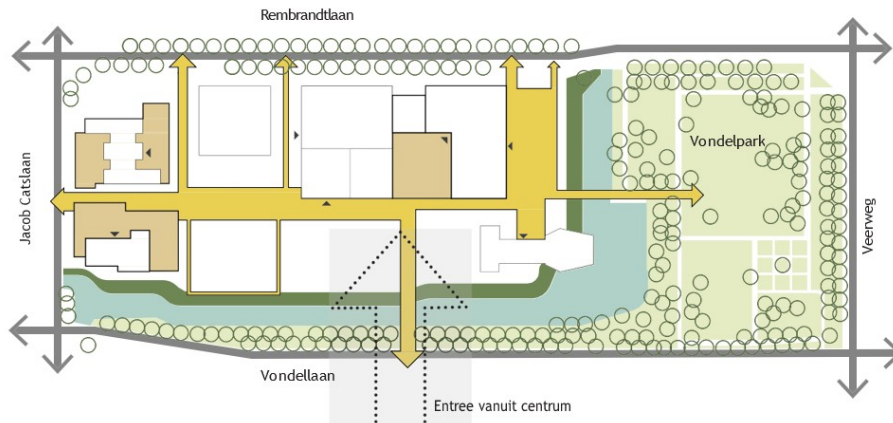 Rembrandtlaan
Jacob Catslaan
Vondelpark
Veerweg
Vondellaan
Entree vanuit centrum